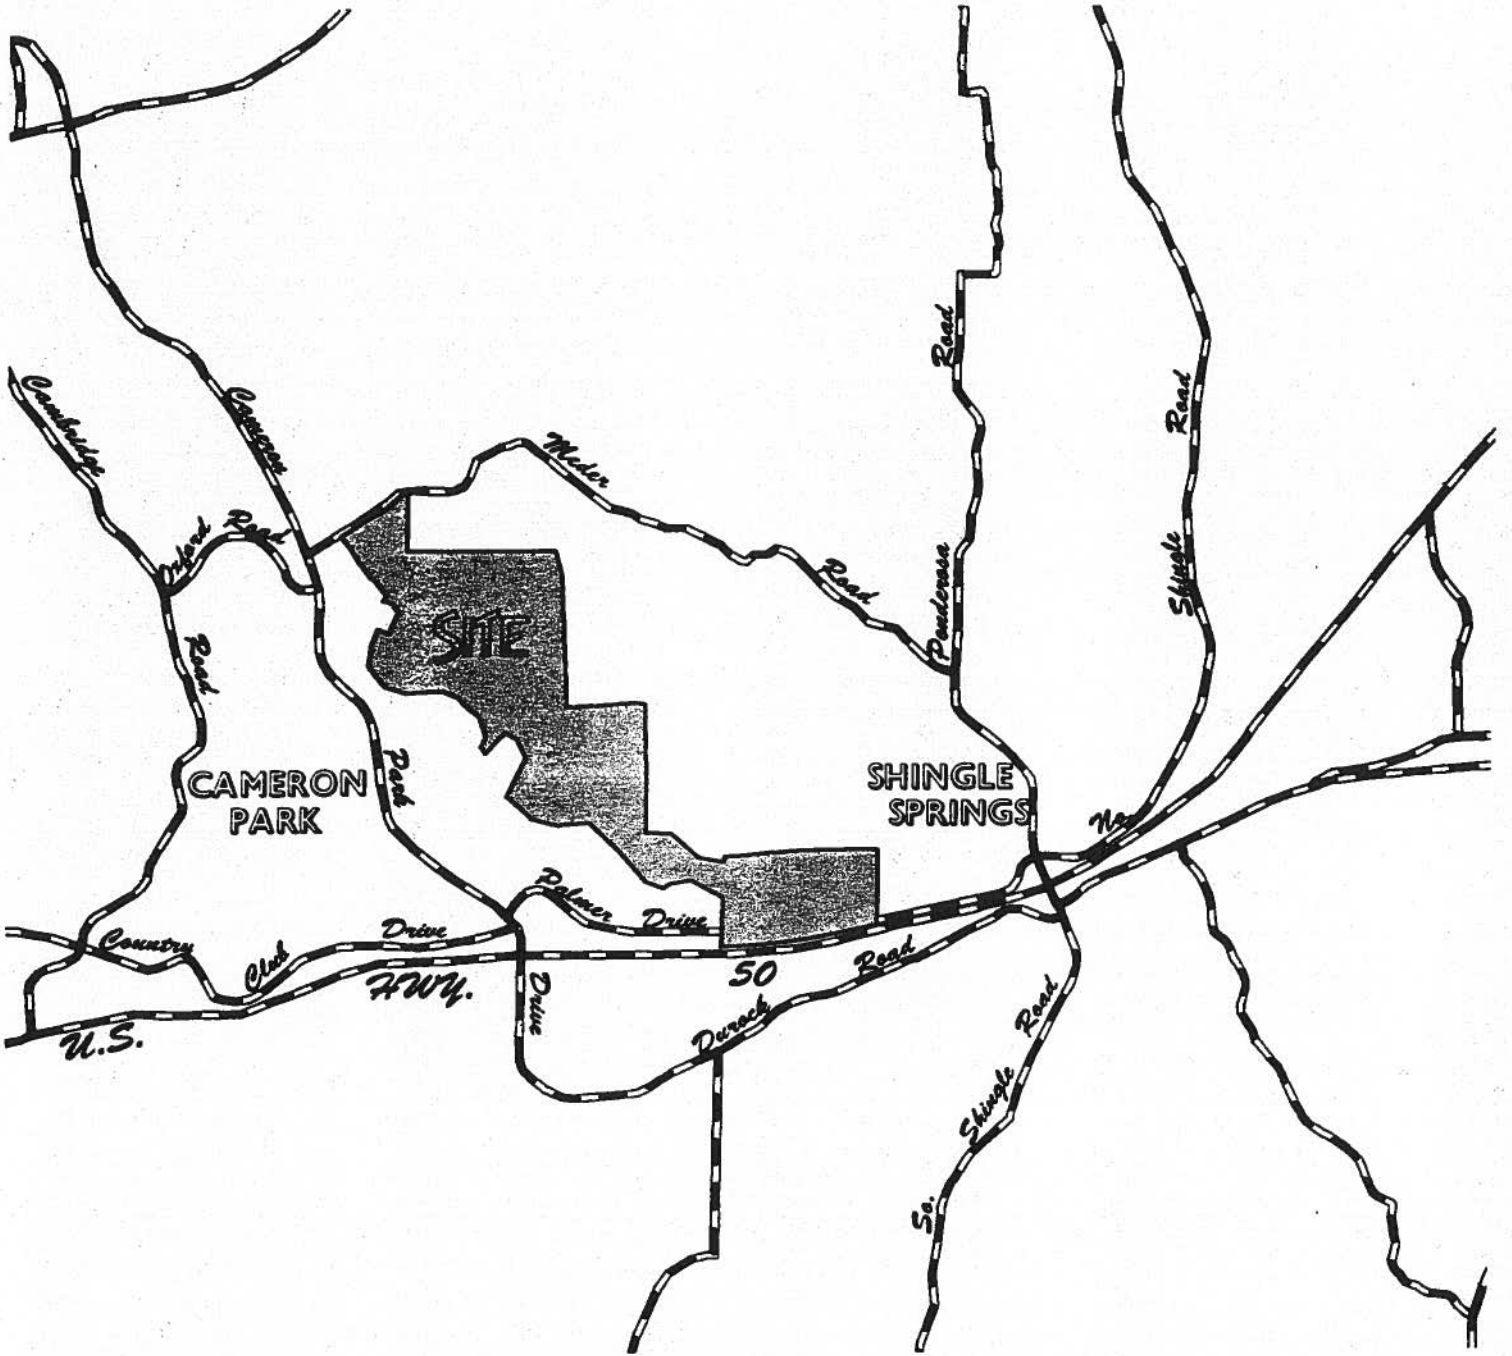 Cambridge
Road
Cameron
Park
Drive
Oxford Road
Meder
Road
Ponderosa Road
No. Shingle Road
SITE
CAMERON
PARK
SHINGLE
SPRINGS
Palmer Drive
Country Club Drive
U.S. HWY. 50
Durock Road
So. Shingle Road